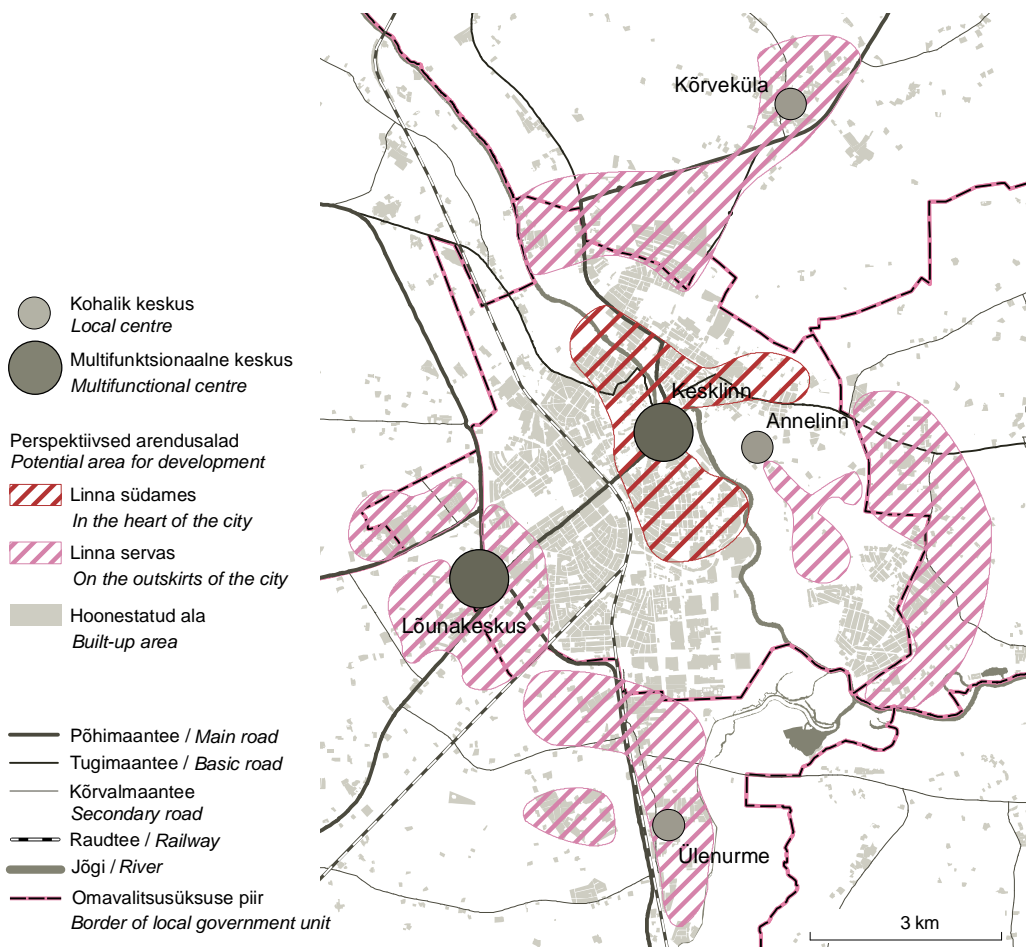 Kohalik keskus
Local centre
Multifunktsionaalne keskus
Multifunctional centre
Perspektiivsed arendusalad
Potential area for development
Linna südames
In the heart of the city
Linna servas
On the outskirts of the city
Hoonestatud ala
Built-up area
Põhimaantee / Main road
Tugimaantee / Basic road
Kõrvalmaantee
Secondary road
Raudtee / Railway
Jõgi / River
Omavalitsusüksuse piir
Border of local government unit
Kõrveküla
Kesklinn
Annelinn
Lõunakeskus
Ülenurme
3 km